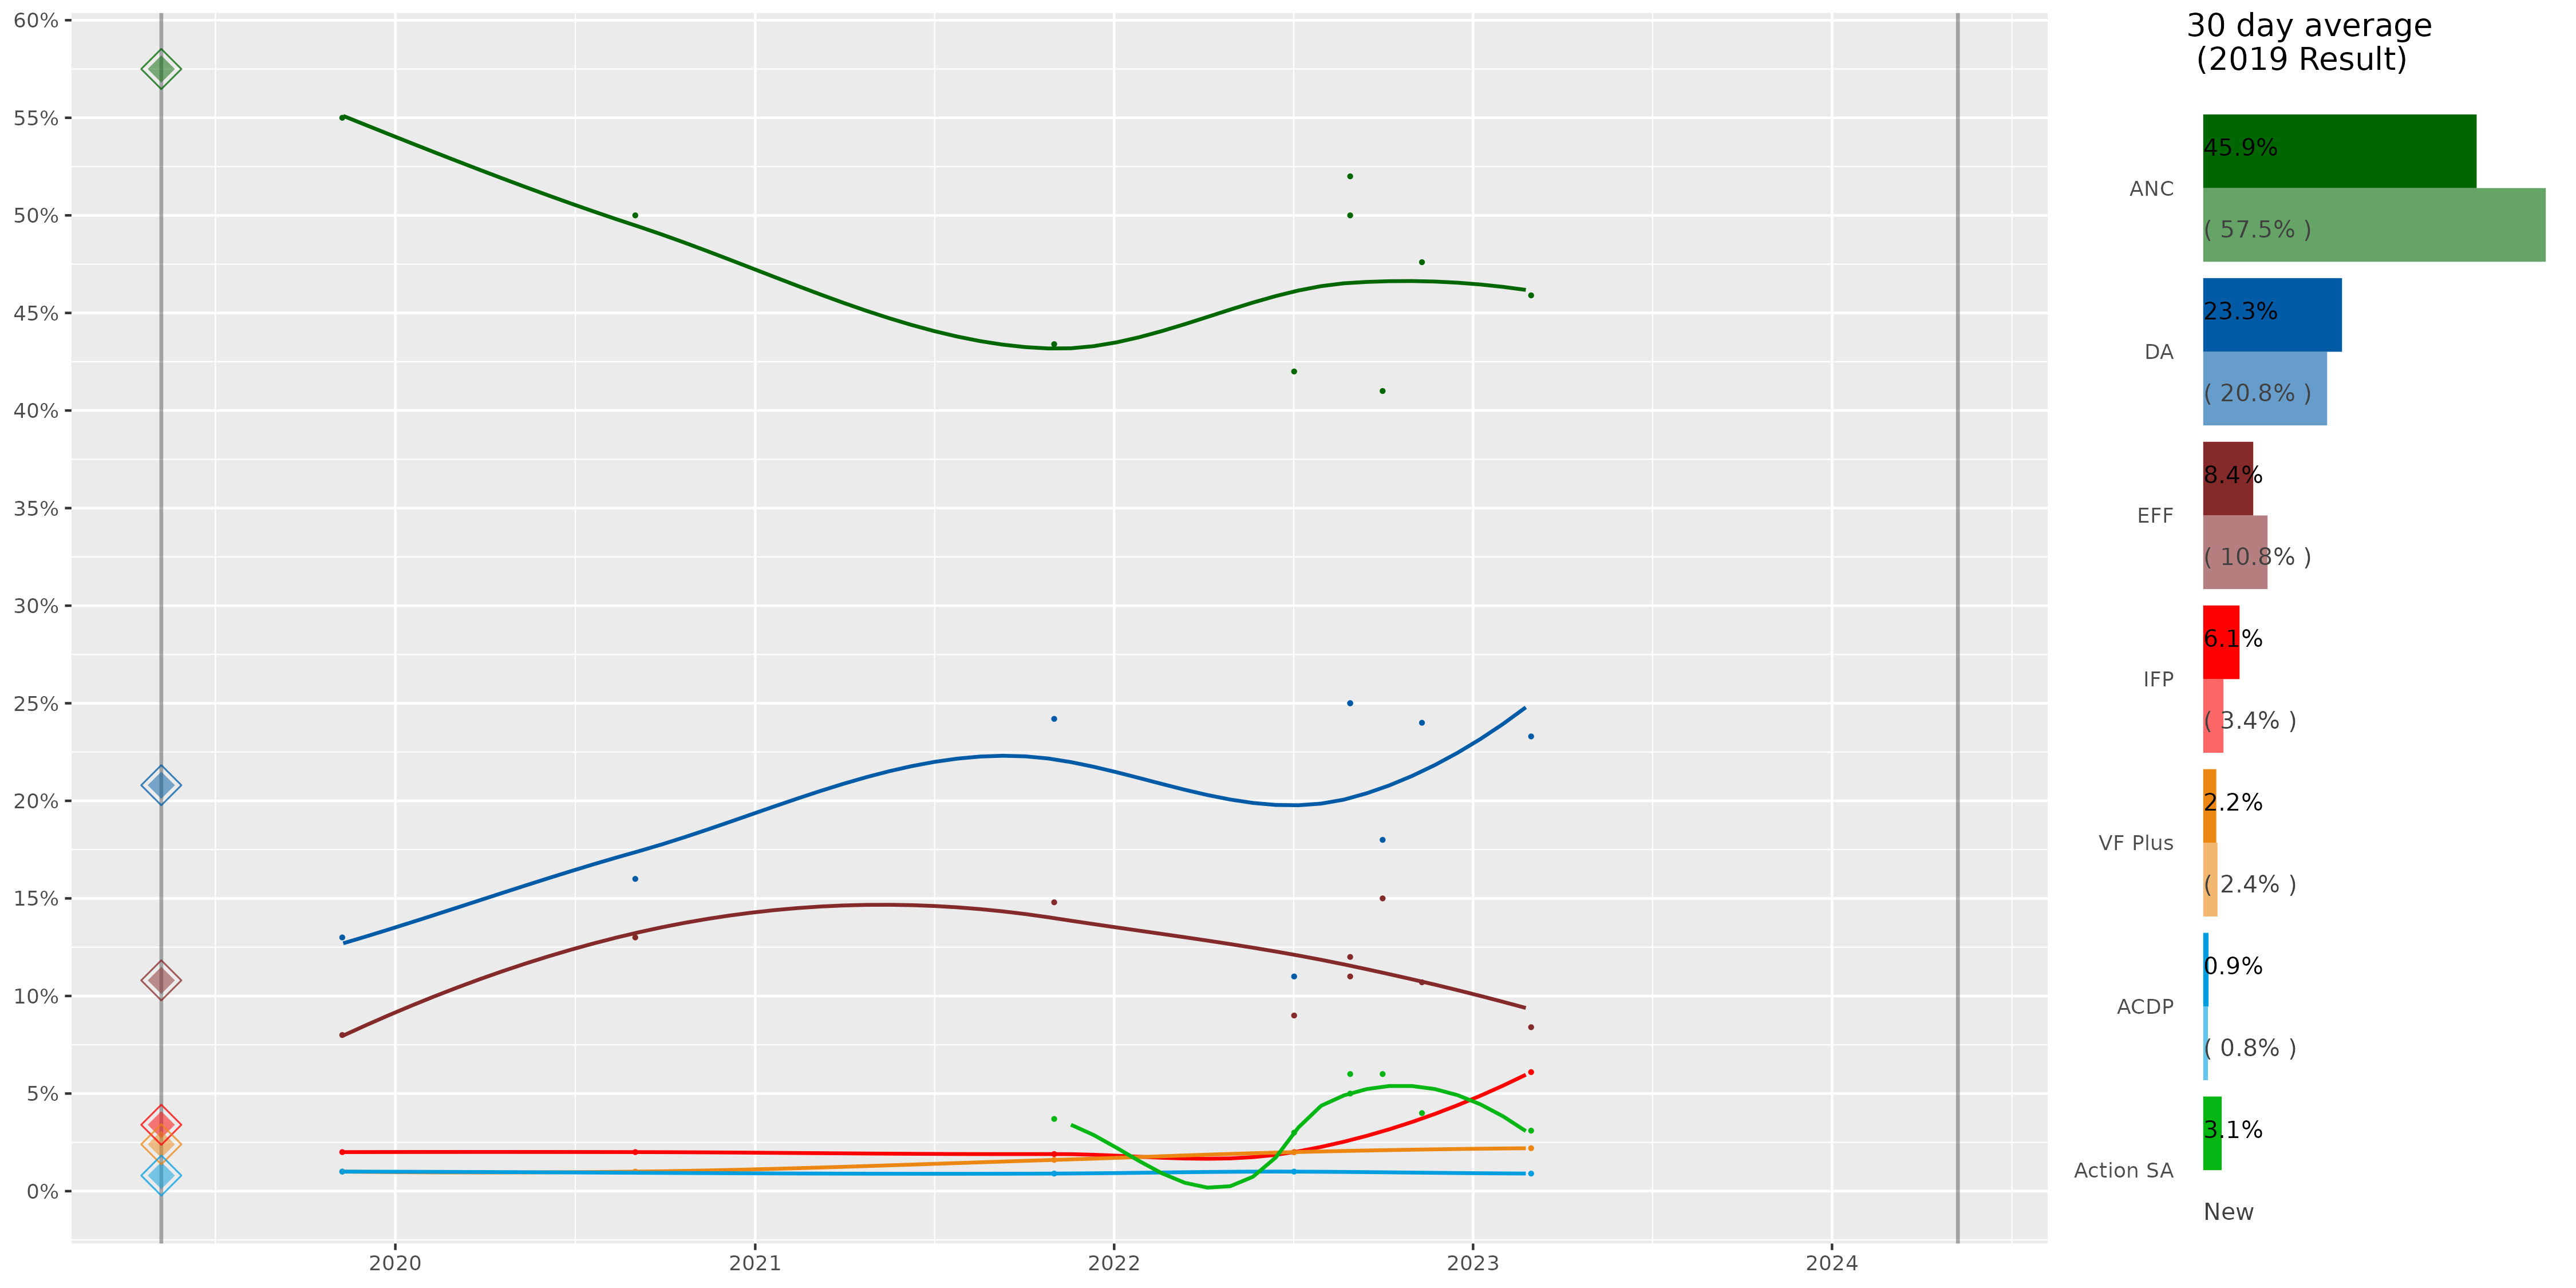 60%
55%
50%
45%
40%
35%
30%
25%
20%
15%
10%
5%
0%
2020
2021
2022
2023
2024
30 day average
(2019 Result)
ANC
45.9%
( 57.5% )
DA
23.3%
( 20.8% )
EFF
8.4%
( 10.8% )
IFP
6.1%
( 3.4% )
VF Plus
2.2%
( 2.4% )
ACDP
0.9%
( 0.8% )
Action SA
3.1%
New